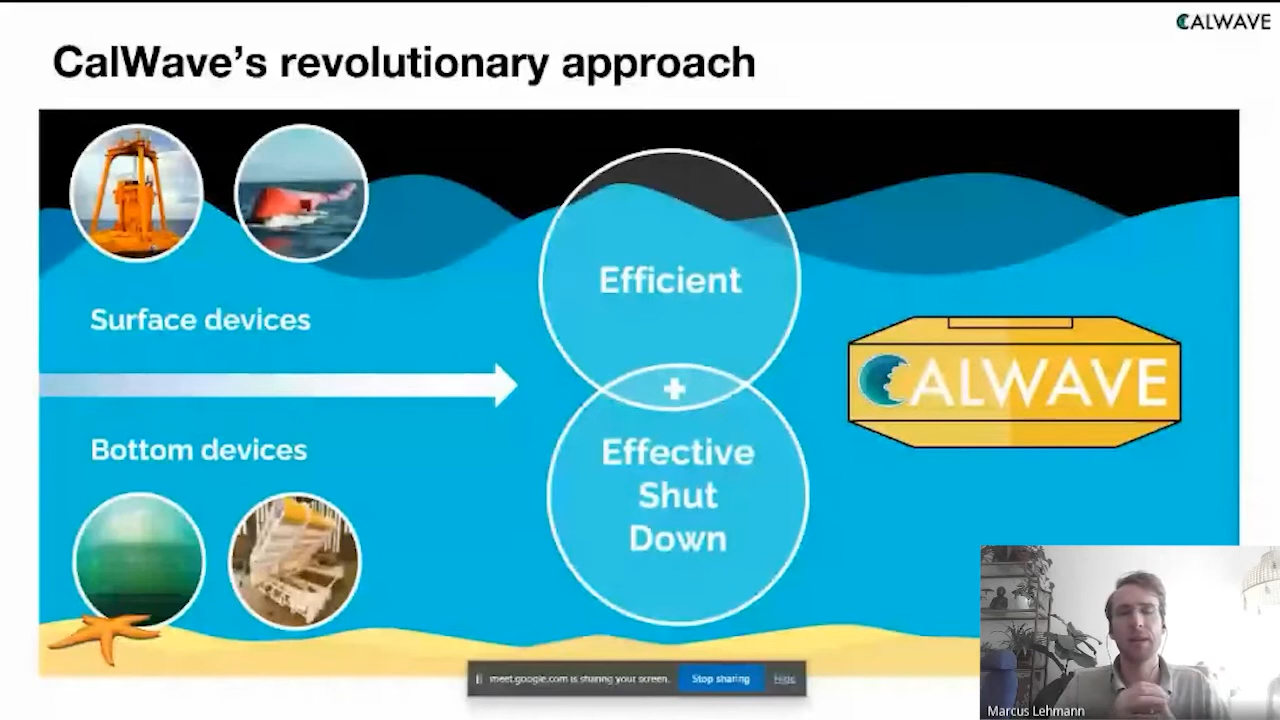 CALWAVE
CalWave's revolutionary approach
Surface devices
Bottom devices
Efficient
+
Effective
Shut
Down
CALWAVE
meet.google.com is sharing your screen.
Stop sharing
Hide
Marcus Lehmann